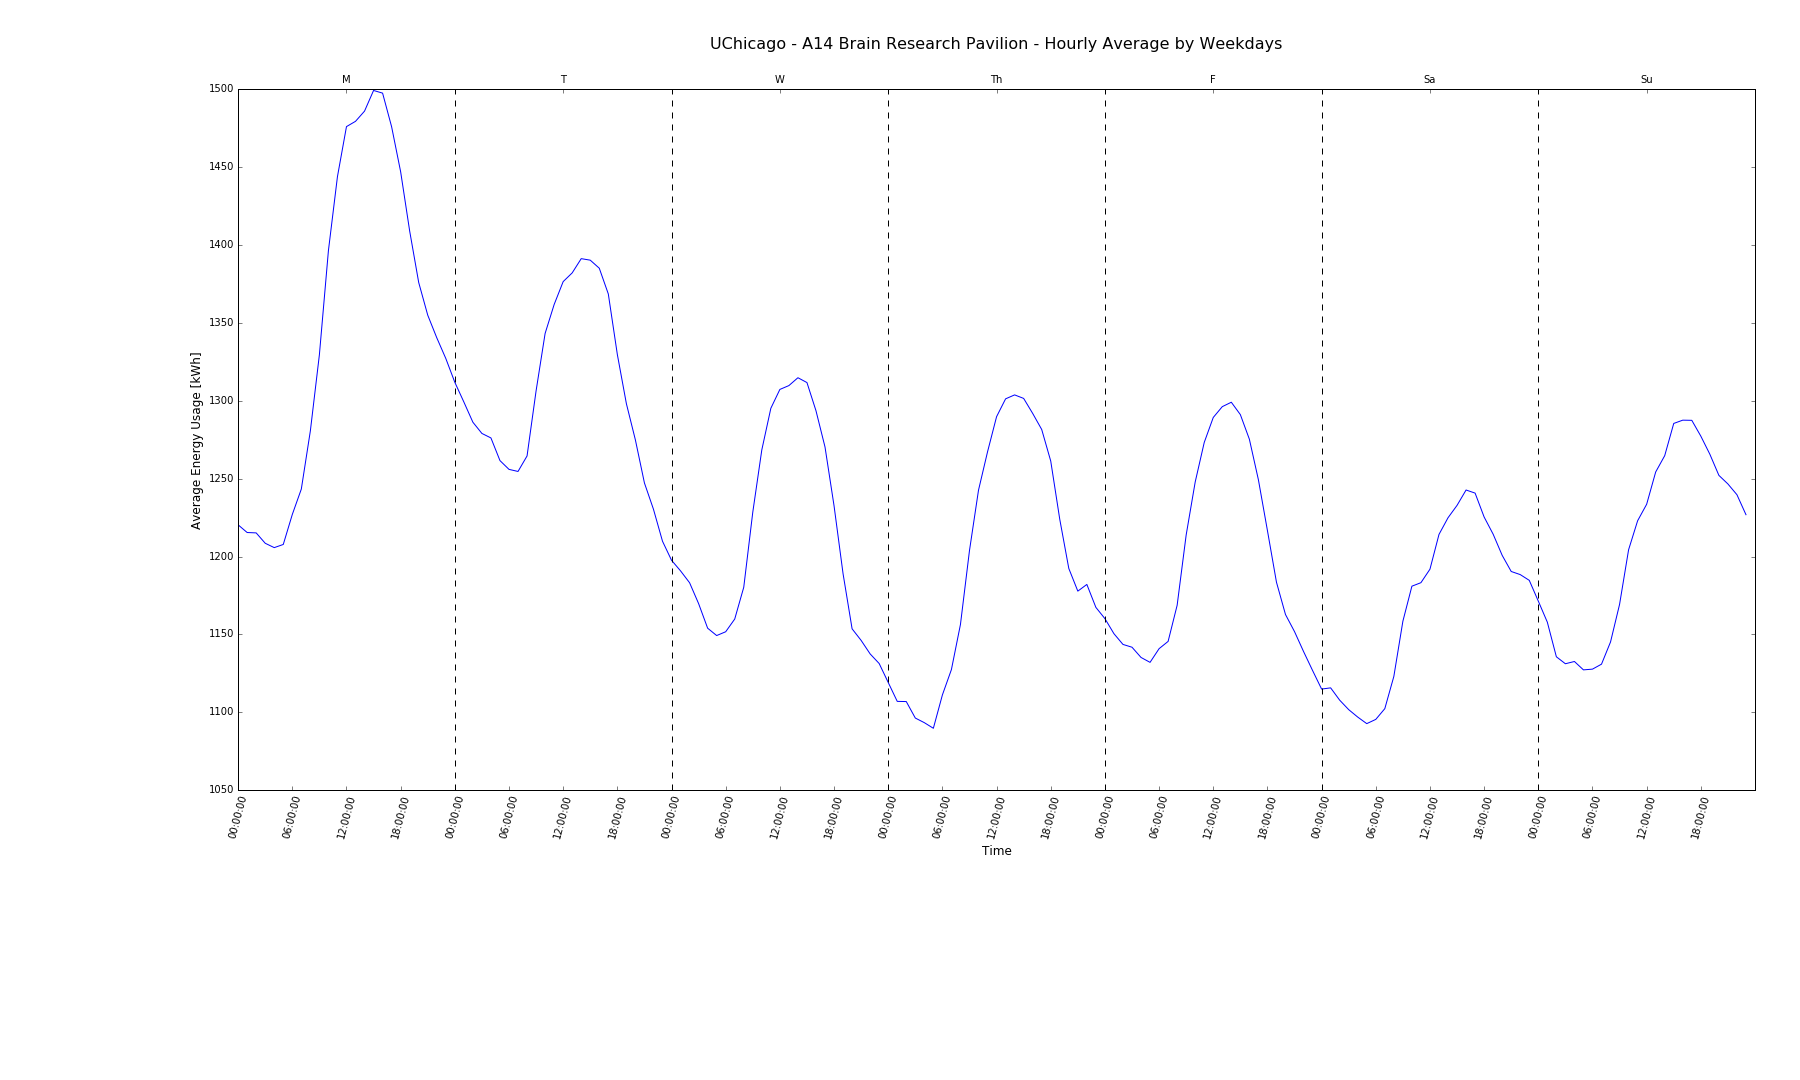 UChicago - A14 Brain Research Pavilion - Hourly Average by Weekdays
M T W Th F Sa Su
1500
1450
1400
1350
1300
1250
1200
1150
1100
1050
Average Energy Usage [kWh]
00:00:00 06:00:00 12:00:00 18:00:00 00:00:00 06:00:00 12:00:00 18:00:00 00:00:00 06:00:00 12:00:00 18:00:00 00:00:00 06:00:00 12:00:00 18:00:00 00:00:00 06:00:00 12:00:00 18:00:00 00:00:00 06:00:00 12:00:00 18:00:00 00:00:00 06:00:00 12:00:00 18:00:00
Time